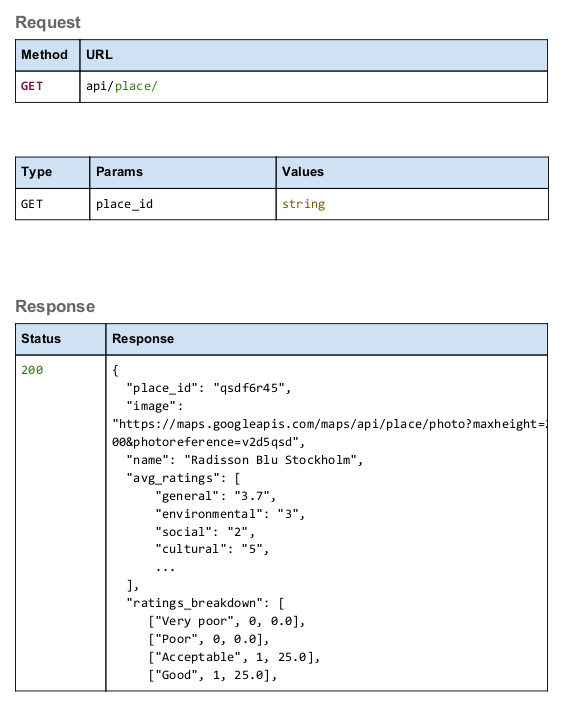 Request
Method URL
GET api/place/
Type Params Values
GET place_id string
Response
Status Response
200 {
"place_id": "qsdf6r45",
"image":
"https://maps.googleapis.com/maps/api/place/photo?maxheight=2
00&photoreference=v2d5qsd",
"name": "Radisson Blu Stockholm",
"avg_ratings": [
"general": "3.7",
"environmental": "3",
"social": "2",
"cultural": "5",
...
],
"ratings_breakdown": [
["Very poor", 0, 0.0],
["Poor", 0, 0.0],
["Acceptable", 1, 25.0],
["Good", 1, 25.0],